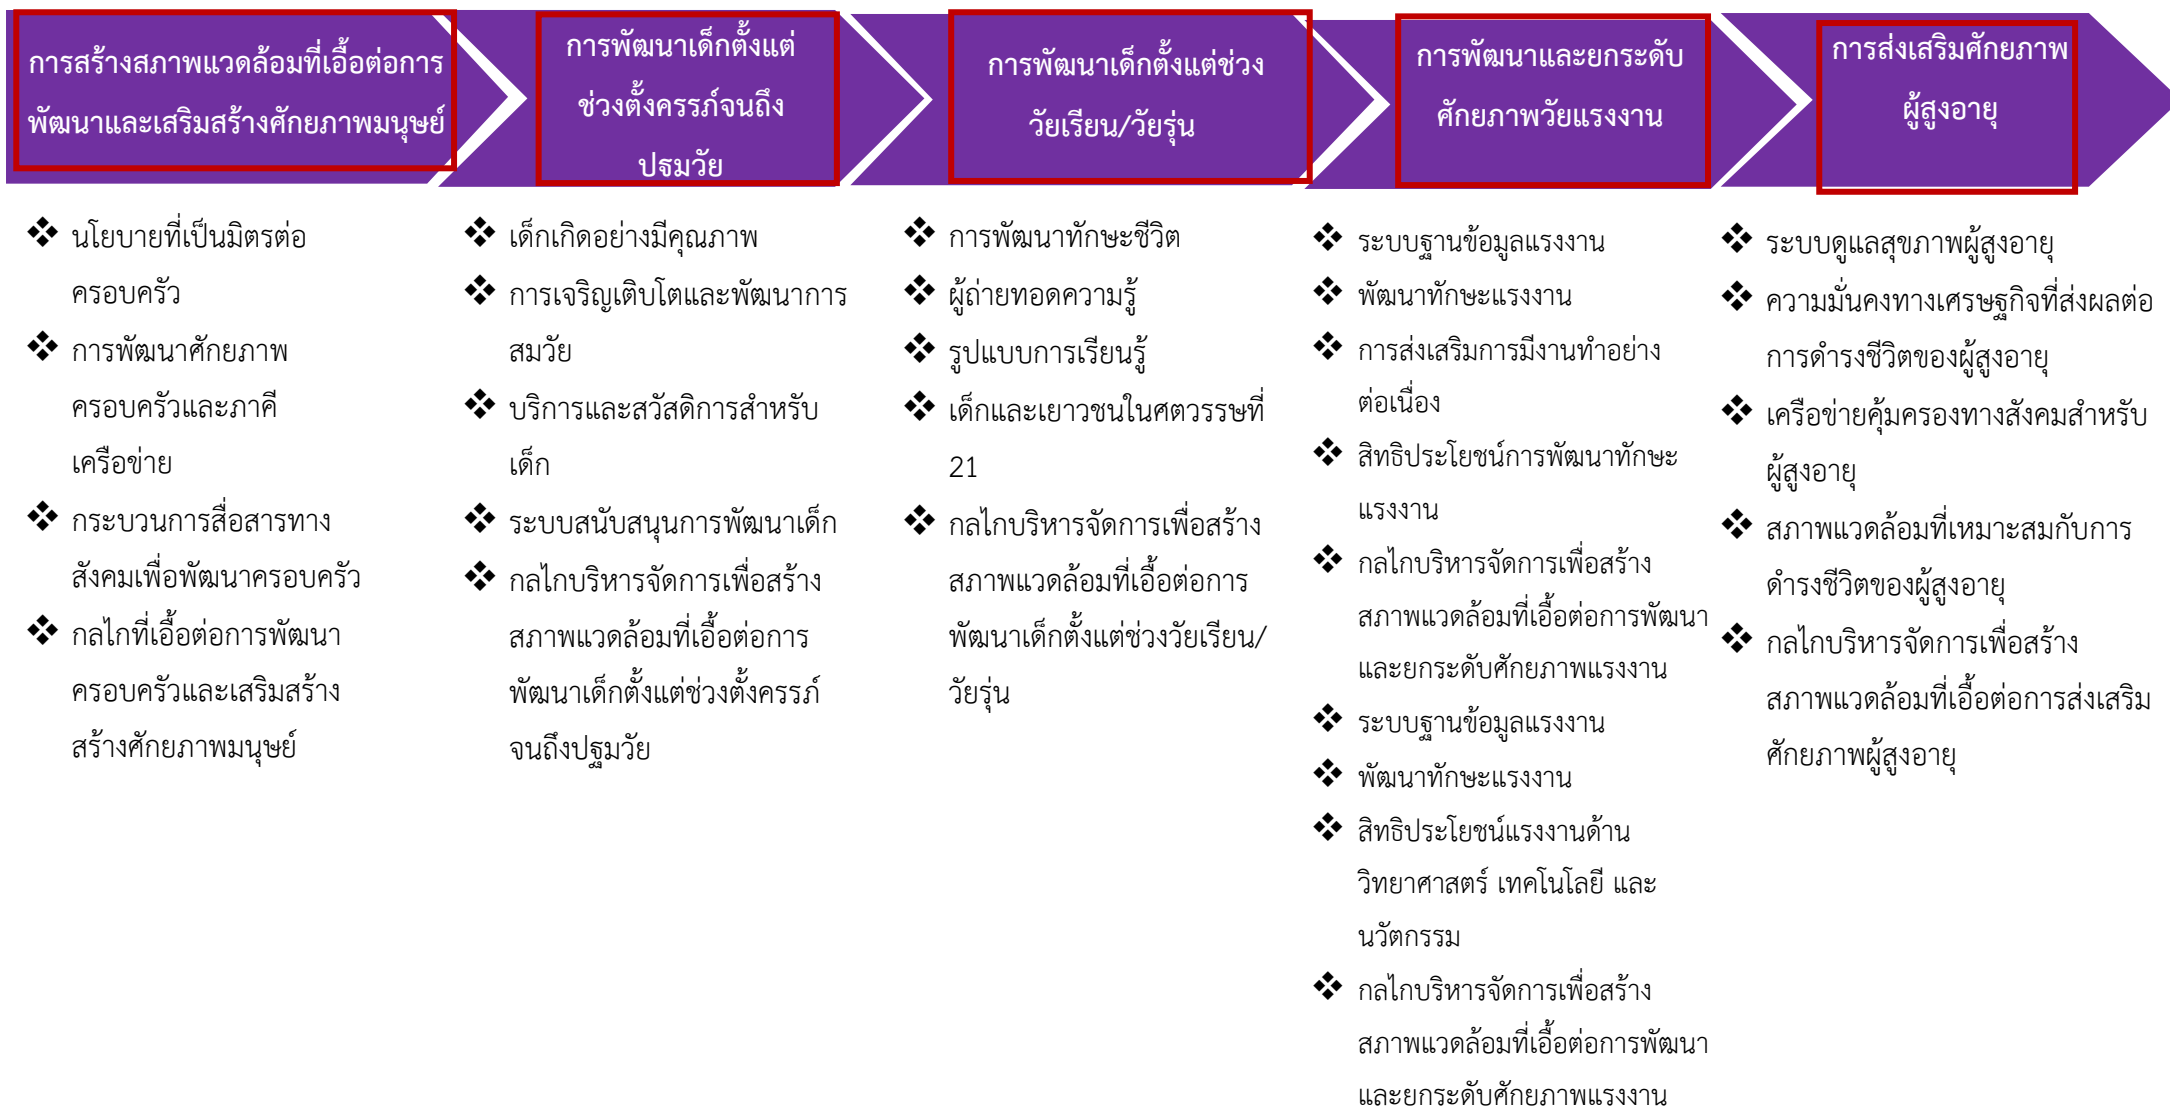 การสร้างสภาพแวดล้อมที่เอื้อต่อการ
พัฒนาและเสริมสร้างศักยภาพมนุษย์
การพัฒนาเด็กตั้งแต่
ช่วงตั้งครรภ์จนถึง
ปฐมวัย
การพัฒนาเด็กตั้งแต่ช่วง
วัยเรียน/วัยรุ่น
การพัฒนาและยกระดับ
ศักยภาพวัยแรงงาน
การส่งเสริมศักยภาพ
ผู้สูงอายุ
❖ นโยบายที่เป็นมิตรต่อ
ครอบครัว
❖ การพัฒนาศักยภาพ
ครอบครัวและภาคี
เครือข่าย
❖ กระบวนการสื่อสารทาง
สังคมเพื่อพัฒนาครอบครัว
❖ กลไกที่เอื้อต่อการพัฒนา
ครอบครัวและเสริมสร้าง
สร้างศักยภาพมนุษย์
❖ เด็กเกิดอย่างมีคุณภาพ
❖ การเจริญเติบโตและพัฒนาการ
สมวัย
❖ บริการและสวัสดิการสำหรับ
เด็ก
❖ ระบบสนับสนุนการพัฒนาเด็ก
❖ กลไกบริหารจัดการเพื่อสร้าง
สภาพแวดล้อมที่เอื้อต่อการ
พัฒนาเด็กตั้งแต่ช่วงตั้งครรภ์
จนถึงปฐมวัย
❖ การพัฒนาทักษะชีวิต
❖ ผู้ถ่ายทอดความรู้
❖ รูปแบบการเรียนรู้
❖ เด็กและเยาวชนในศตวรรษที่
21
❖ กลไกบริหารจัดการเพื่อสร้าง
สภาพแวดล้อมที่เอื้อต่อการ
พัฒนาเด็กตั้งแต่ช่วงวัยเรียน/
วัยรุ่น
❖ ระบบฐานข้อมูลแรงงาน
❖ พัฒนาทักษะแรงงาน
❖ การส่งเสริมการมีงานทำอย่าง
ต่อเนื่อง
❖ สิทธิประโยชน์การพัฒนาทักษะ
แรงงาน
❖ กลไกบริหารจัดการเพื่อสร้าง
สภาพแวดล้อมที่เอื้อต่อการพัฒนา
และยกระดับศักยภาพแรงงาน
❖ ระบบฐานข้อมูลแรงงาน
❖ พัฒนาทักษะแรงงาน
❖ สิทธิประโยชน์แรงงานด้าน
วิทยาศาสตร์ เทคโนโลยี และ
นวัตกรรม
❖ กลไกบริหารจัดการเพื่อสร้าง
สภาพแวดล้อมที่เอื้อต่อการพัฒนา
และยกระดับศักยภาพแรงงาน
❖ ระบบดูแลสุขภาพผู้สูงอายุ
❖ ความมั่นคงทางเศรษฐกิจที่ส่งผลต่อ
การดำรงชีวิตของผู้สูงอายุ
❖ เครือข่ายคุ้มครองทางสังคมสำหรับ
ผู้สูงอายุ
❖ สภาพแวดล้อมที่เหมาะสมกับการ
ดำรงชีวิตของผู้สูงอายุ
❖ กลไกบริหารจัดการเพื่อสร้าง
สภาพแวดล้อมที่เอื้อต่อการส่งเสริม
ศักยภาพผู้สูงอายุ